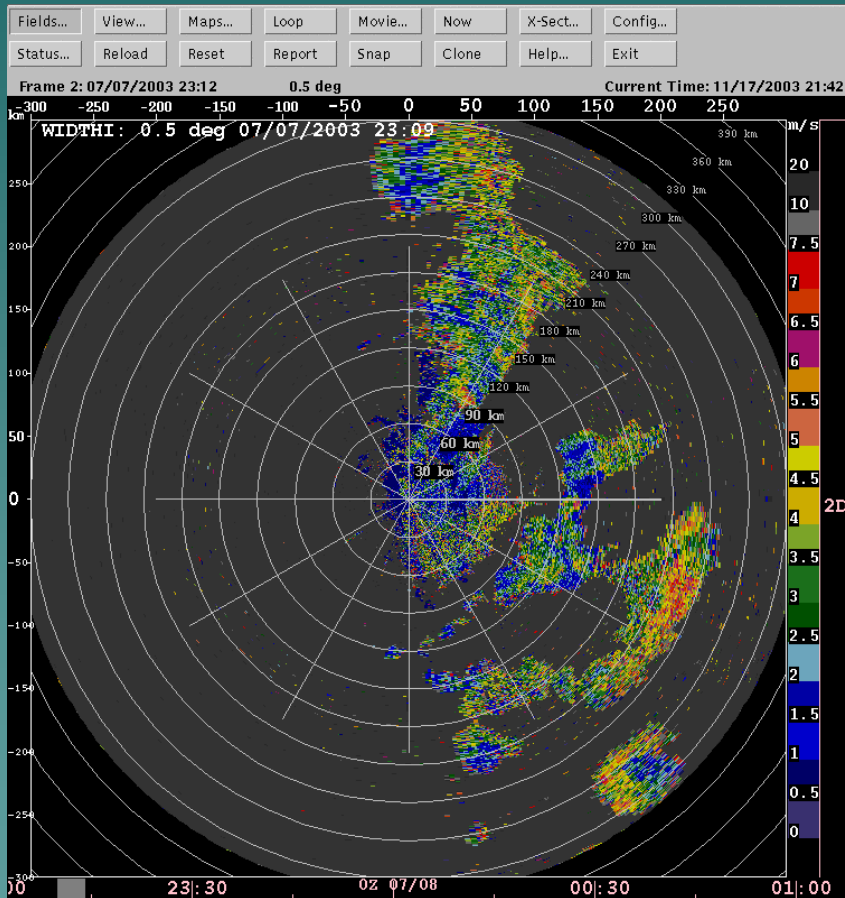 Fields... View... Maps... Loop Movie... Now X-Sect... Config...
Status... Reload Reset Report Snap Clone Help... Exit
Frame 2: 07/07/2003 23:12 0.5 deg Current Time: 11/17/2003 21:42
km -300 -200 -150 -100 -50 0 50 100 150 200 250 m/s
WIDTHI: 0.5 deg 07/07/2003 23:09
390 km
360 km
330 km
300 km
270 km
240 km
210 km
180 km
150 km
120 km
90 km
60 km
30 km
250
200
150
100
50
0
-50
-100
-150
-200
-250
-300
20
10
7.5
7
6.5
6
5.5
5
4.5
4
3.5
3
2.5
2
1.5
1
0.5
0
2D
00 23:30 0Z 07/08 00:30 01:00